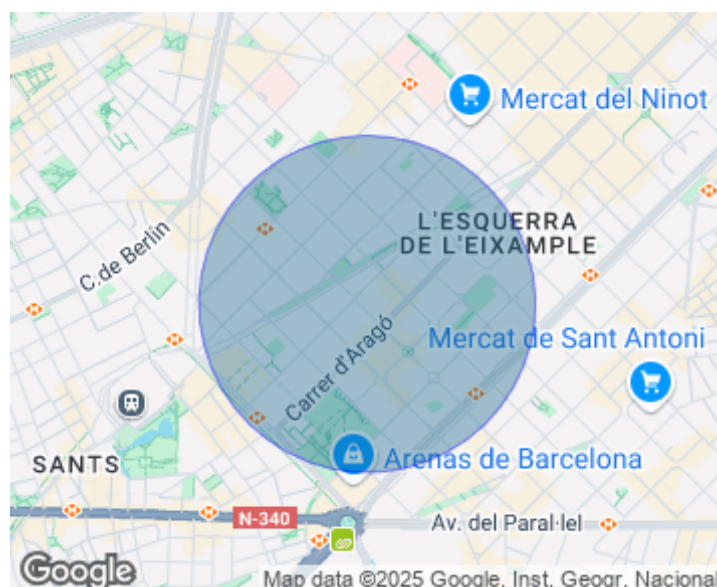 Mercat del Ninot
L'ESQUERRA
DE L'EIXAMPLE
C.de Berlín
Carrer d'Aragó
Mercat de Sant Antoni
SANTS
Arenas de Barcelona
N-340
Av. del Paral·lel
Google
Map data ©2025 Google, Inst. Geogr. Nacional